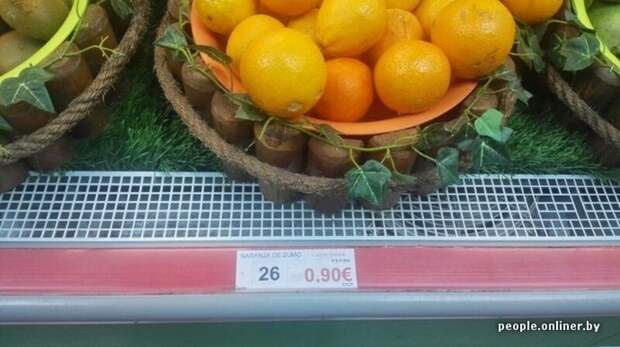 NARANJA DE ZUMO
26
0,90€
people.onliner.by